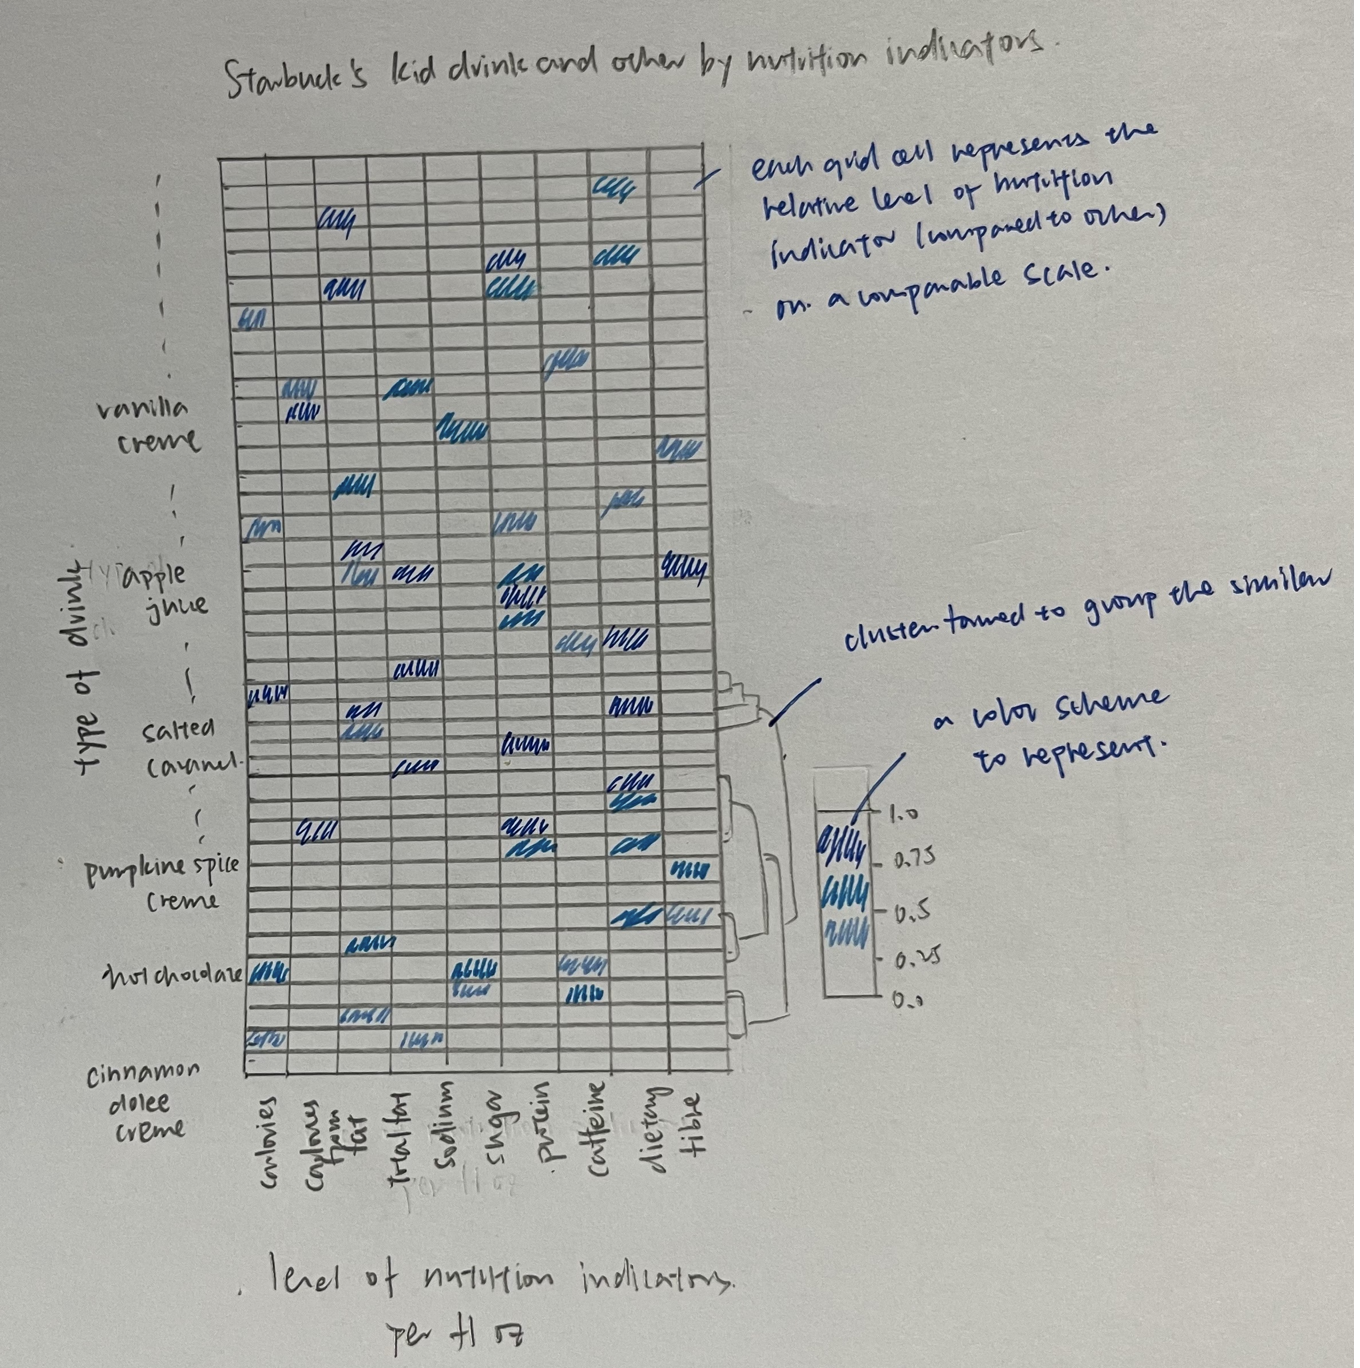 Starbuck's kid drink and other by nutrition indicators.
each grid cell represents the
relative level of nutrition
indicator (compared to other)
on a comparable scale.
vanilla
creme
type of drink
apple
juice
cluster formed to group the similar
a color scheme
to represent.
salted
caramel
1.0
0.75
0.5
0.25
0.0
pumpkine spice
creme
hot chocolate
cinnamon
dolce
creme
calories
calories
from
fat
total fat
sodium
sugar
protein
caffeine
dietary
fibre
per fl oz
level of nutrition indicators.
per fl oz